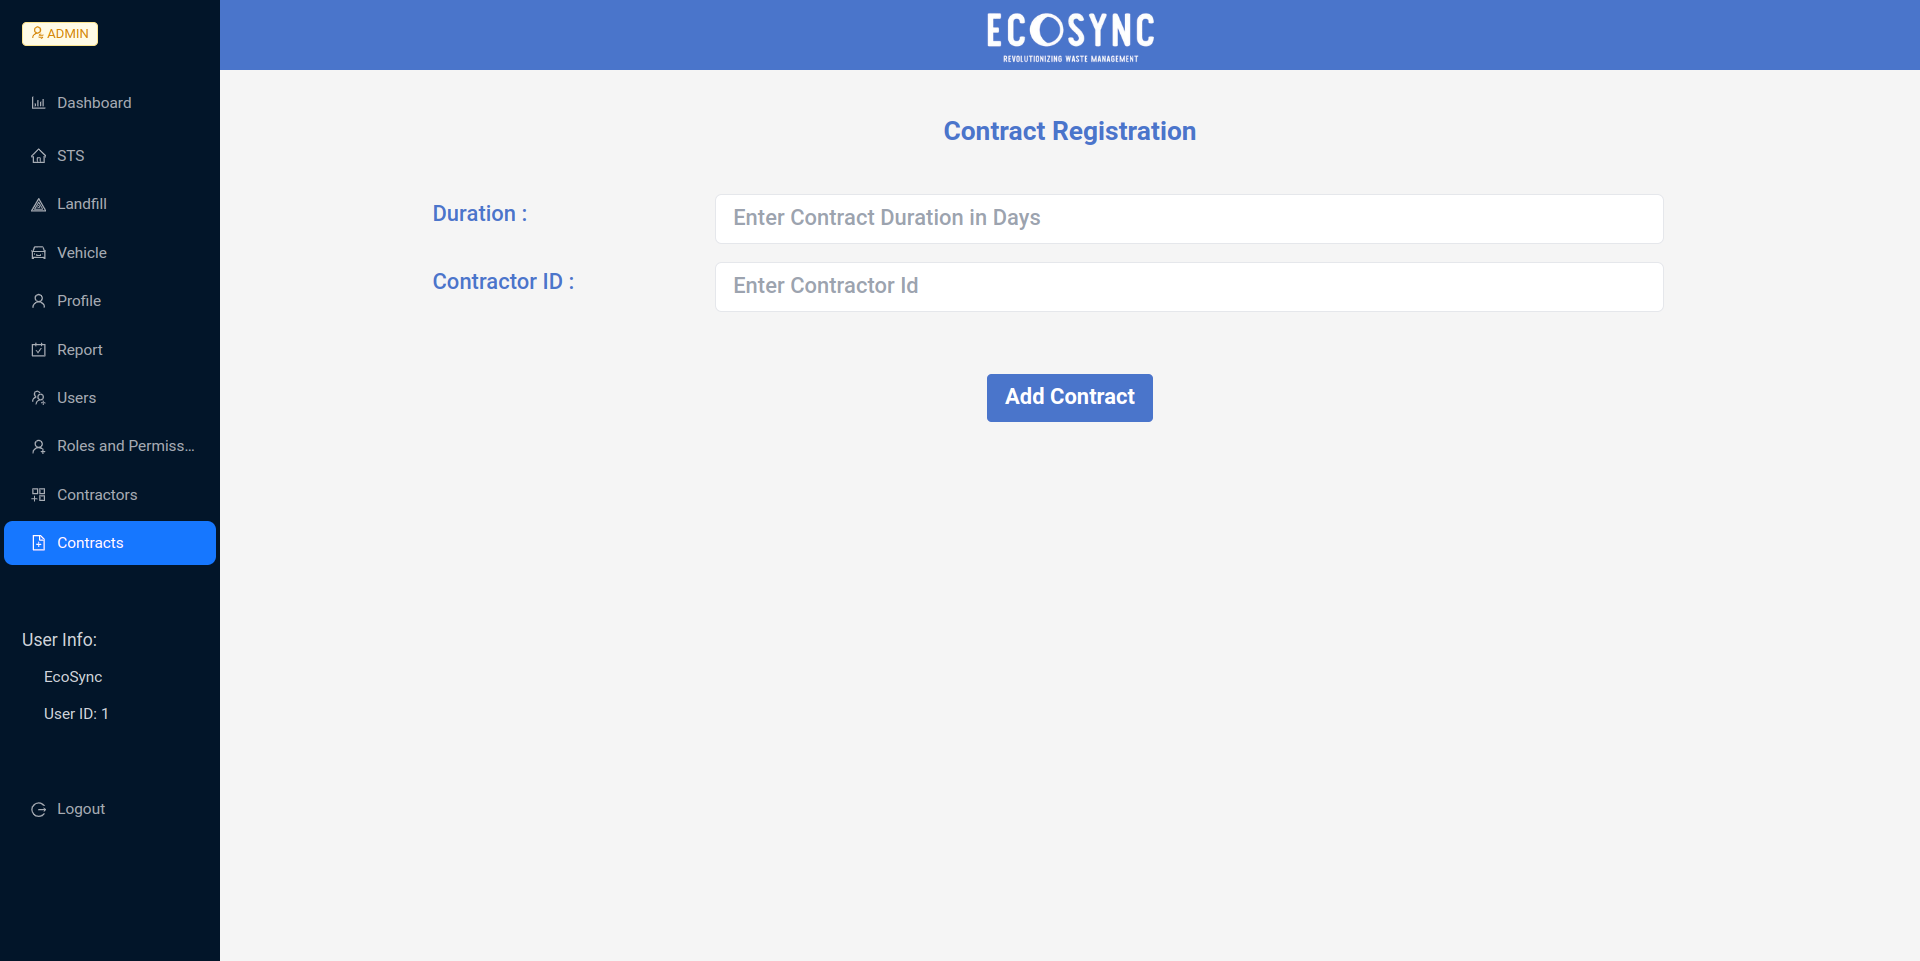 ADMIN
Dashboard
STS
Landfill
Vehicle
Profile
Report
Users
Roles and Permiss...
Contractors
Contracts
User Info:
EcoSync
User ID: 1
Logout
ECOSYNC
REVOLUTIONIZING WASTE MANAGEMENT
Contract Registration
Duration :
Enter Contract Duration in Days
Contractor ID :
Enter Contractor Id
Add Contract